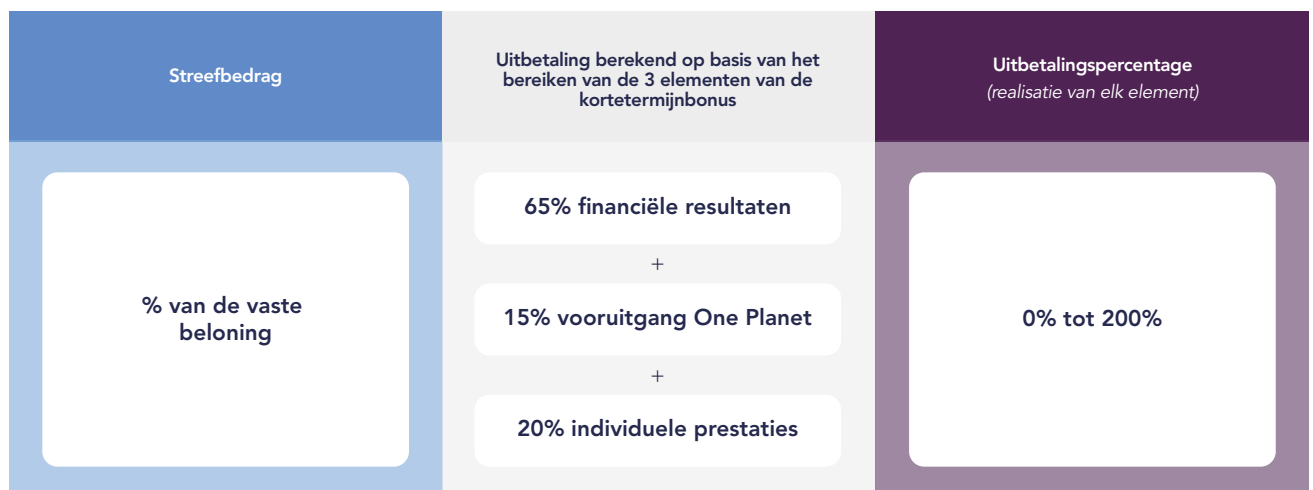 Streefbedrag
Uitbetaling berekend op basis van het
bereiken van de 3 elementen van de
kortetermijnbonus
Uitbetalingspercentage
(realisatie van elk element)
% van de vaste
beloning
65% financiële resultaten
+
15% vooruitgang One Planet
+
20% individuele prestaties
0% tot 200%